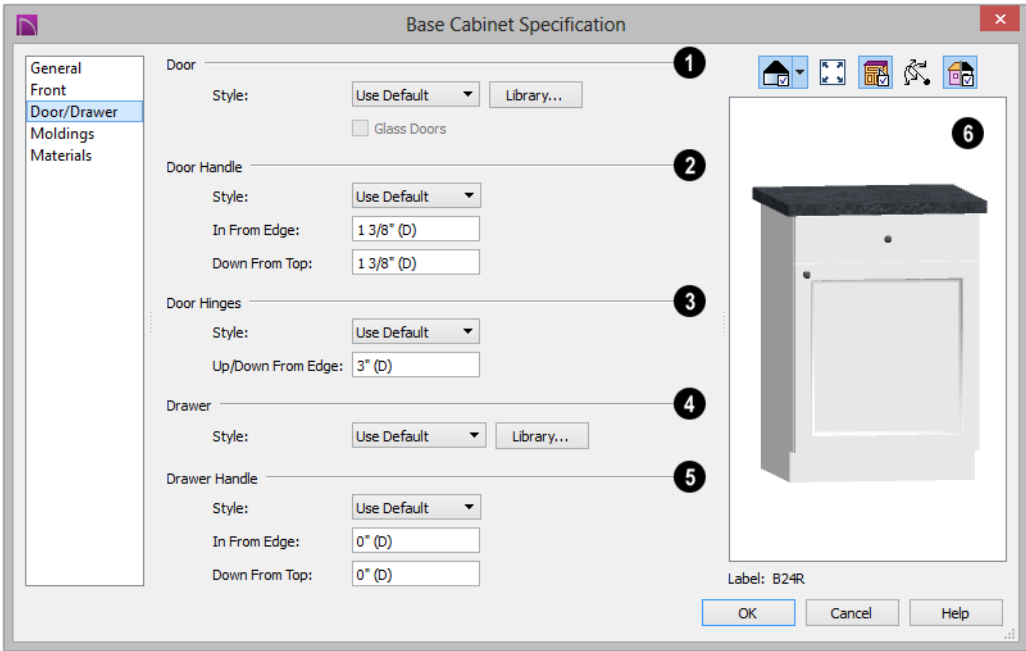 Base Cabinet Specification
General
Front
Door/Drawer
Moldings
Materials
Door
1
Style: Use Default Library...
Glass Doors
Door Handle
2
Style: Use Default
In From Edge: 1 3/8" (D)
Down From Top: 1 3/8" (D)
Door Hinges
3
Style: Use Default
Up/Down From Edge: 3" (D)
Drawer
4
Style: Use Default Library...
Drawer Handle
5
Style: Use Default
In From Edge: 0" (D)
Down From Top: 0" (D)
6
Label: B24R
OK Cancel Help